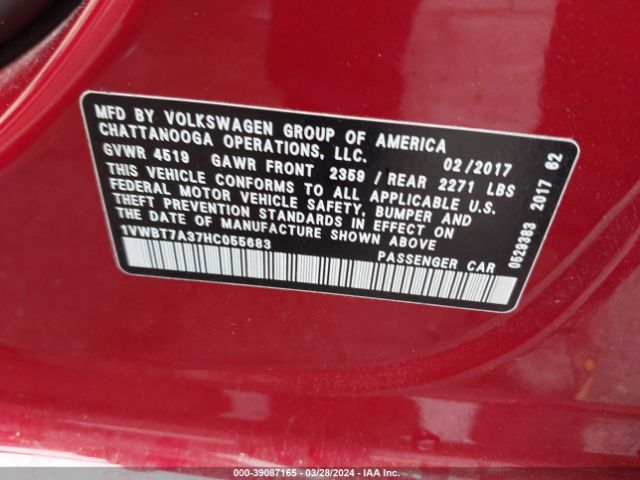 MFD BY VOLKSWAGEN GROUP OF AMERICA
CHATTANOOGA OPERATIONS, LLC. 02/2017
GVWR 4519 GAWR FRONT 2359 / REAR 2271 LBS
THIS VEHICLE CONFORMS TO ALL APPLICABLE U.S.
FEDERAL MOTOR VEHICLE SAFETY, BUMPER AND
THEFT PREVENTION STANDARDS IN EFFECT ON
THE DATE OF MANUFACTURE SHOWN ABOVE
1VWBT7A37HC055683 PASSENGER CAR
0529383 2017 62
STOCK: 39087165 | 03/28/2024 | IAA Inc.